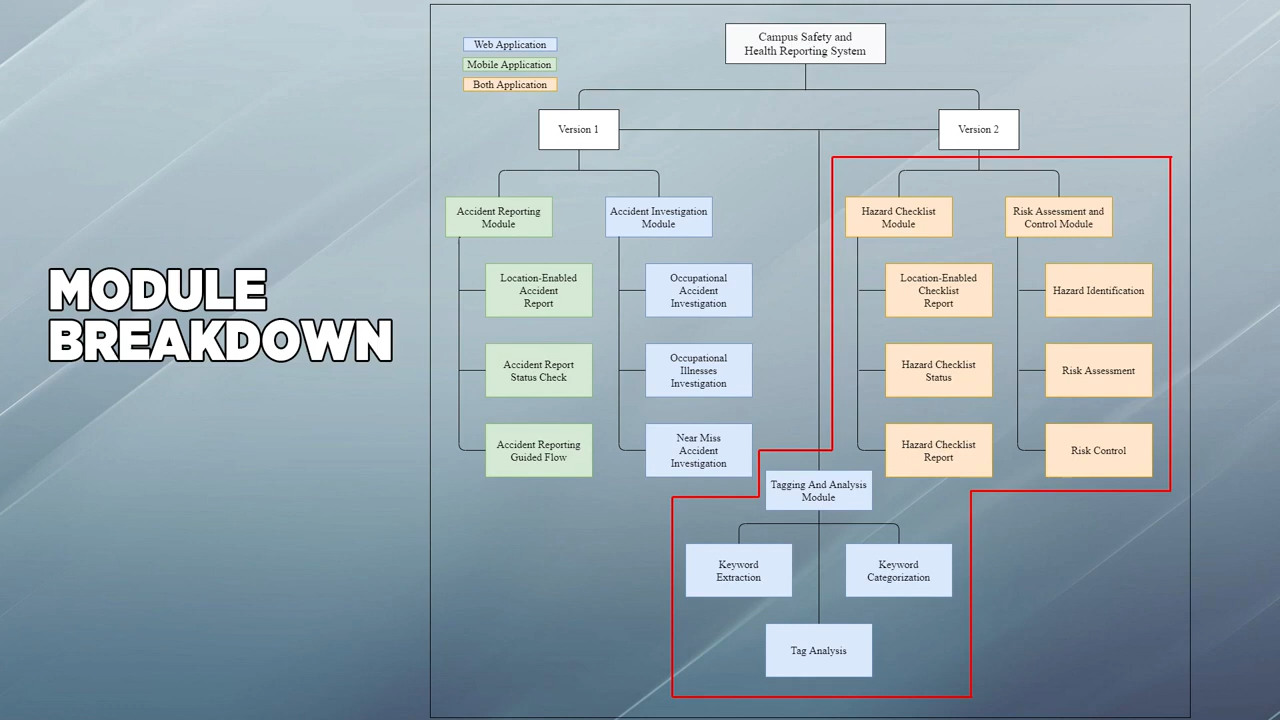 MODULE
BREAKDOWN
Web Application
Mobile Application
Both Application
Campus Safety and
Health Reporting System
Version 1
Version 2
Accident Reporting
Module
Location-Enabled
Accident
Report
Accident Report
Status Check
Accident Reporting
Guided Flow
Accident Investigation
Module
Occupational
Accident
Investigation
Occupational
Illnesses
Investigation
Near Miss
Accident
Investigation
Hazard Checklist
Module
Location-Enabled
Checklist
Report
Hazard Checklist
Status
Hazard Checklist
Report
Risk Assessment and
Control Module
Hazard Identification
Risk Assessment
Risk Control
Tagging And Analysis
Module
Keyword
Extraction
Keyword
Categorization
Tag Analysis